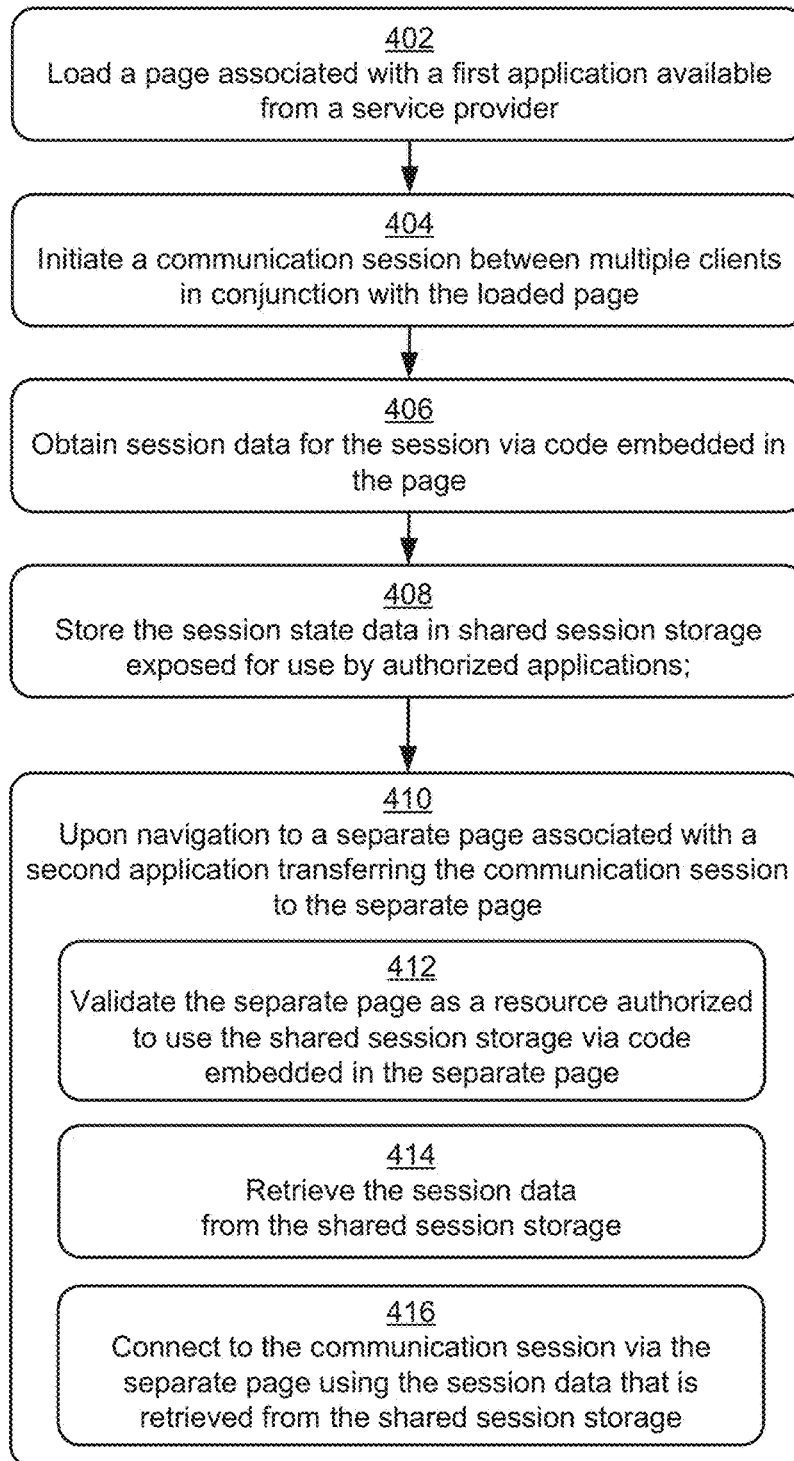 402
Load a page associated with a first application available
from a service provider
404
Initiate a communication session between multiple clients
in conjunction with the loaded page
406
Obtain session data for the session via code embedded in
the page
408
Store the session state data in shared session storage
exposed for use by authorized applications;
410
Upon navigation to a separate page associated with a
second application transferring the communication session
to the separate page
412
Validate the separate page as a resource authorized
to use the shared session storage via code
embedded in the separate page
414
Retrieve the session data
from the shared session storage
416
Connect to the communication session via the
separate page using the session data that is
retrieved from the shared session storage